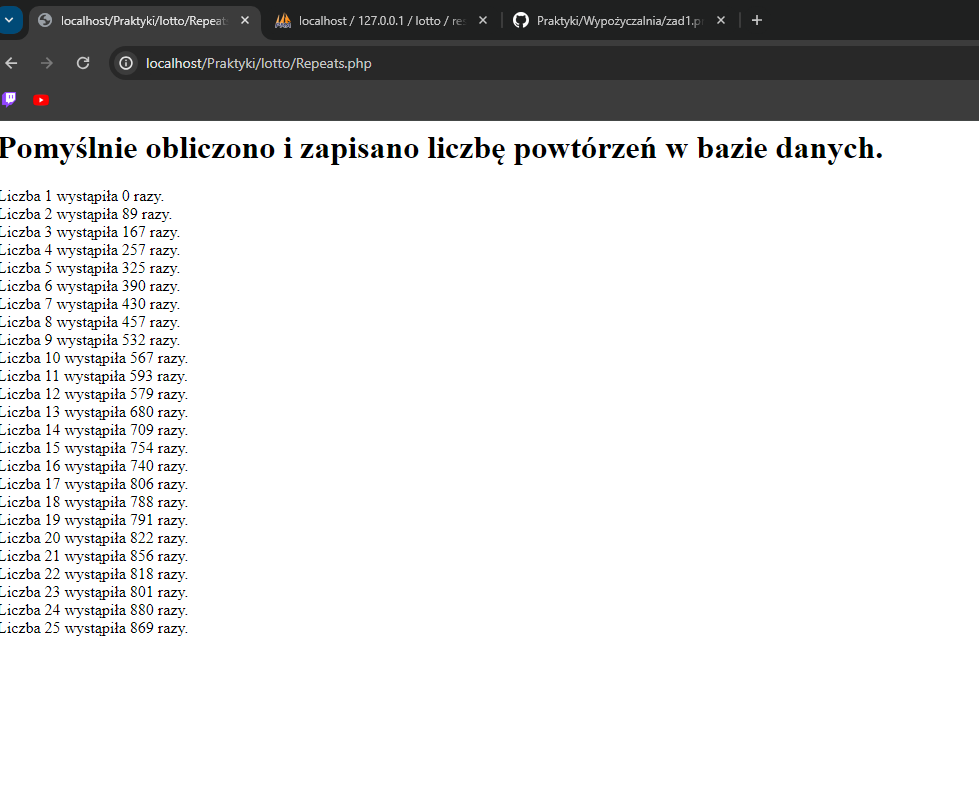 localhost/Praktyki/lotto/Repeats
localhost / 127.0.0.1 / lotto / re
Praktyki/Wypożyczalnia/zad1.p
localhost/Praktyki/lotto/Repeats.php
Pomyślnie obliczono i zapisano liczbę powtórzeń w bazie danych.
Liczba 1 wystąpiła 0 razy.
Liczba 2 wystąpiła 89 razy.
Liczba 3 wystąpiła 167 razy.
Liczba 4 wystąpiła 257 razy.
Liczba 5 wystąpiła 325 razy.
Liczba 6 wystąpiła 390 razy.
Liczba 7 wystąpiła 430 razy.
Liczba 8 wystąpiła 457 razy.
Liczba 9 wystąpiła 532 razy.
Liczba 10 wystąpiła 567 razy.
Liczba 11 wystąpiła 593 razy.
Liczba 12 wystąpiła 579 razy.
Liczba 13 wystąpiła 680 razy.
Liczba 14 wystąpiła 709 razy.
Liczba 15 wystąpiła 754 razy.
Liczba 16 wystąpiła 740 razy.
Liczba 17 wystąpiła 806 razy.
Liczba 18 wystąpiła 788 razy.
Liczba 19 wystąpiła 791 razy.
Liczba 20 wystąpiła 822 razy.
Liczba 21 wystąpiła 856 razy.
Liczba 22 wystąpiła 818 razy.
Liczba 23 wystąpiła 801 razy.
Liczba 24 wystąpiła 880 razy.
Liczba 25 wystąpiła 869 razy.